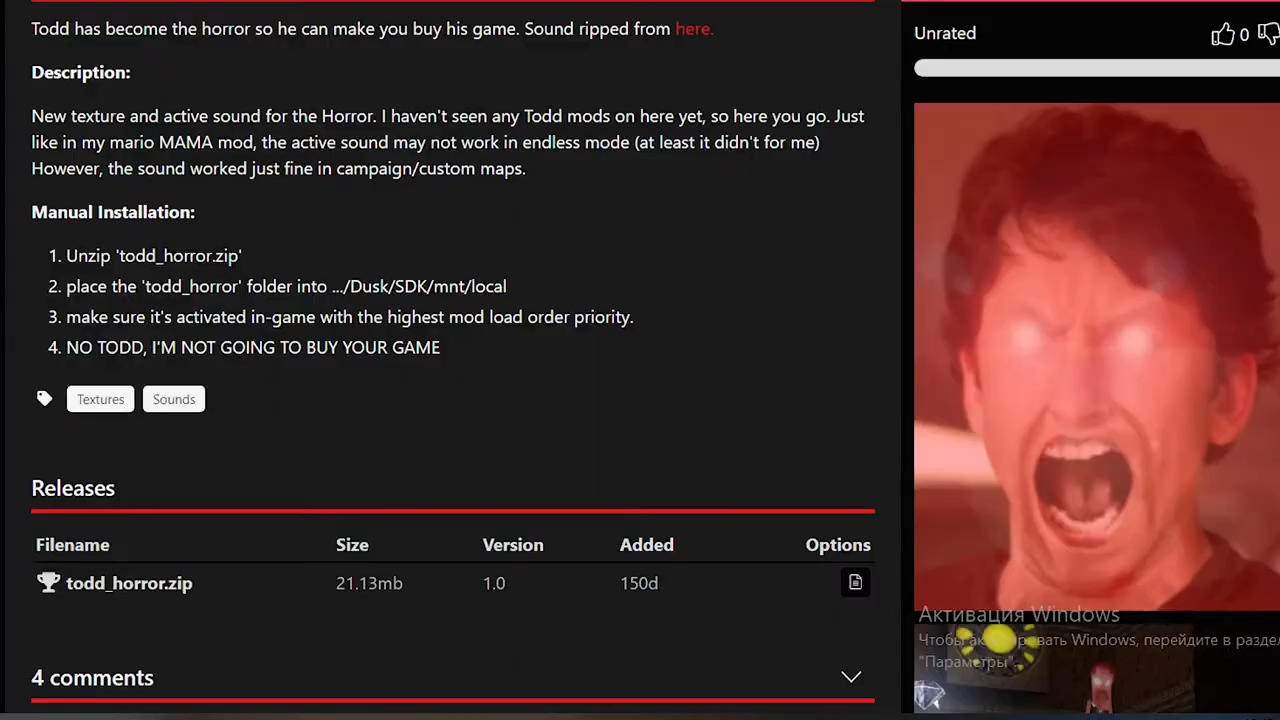 Todd has become the horror so he can make you buy his game. Sound ripped from here.
Unrated
0
Description:
New texture and active sound for the Horror. I haven't seen any Todd mods on here yet, so here you go. Just
like in my mario MAMA mod, the active sound may not work in endless mode (at least it didn't for me)
However, the sound worked just fine in campaign/custom maps.
Manual Installation:
1. Unzip 'todd_horror.zip'
2. place the 'todd_horror' folder into .../Dusk/SDK/mnt/local
3. make sure it's activated in-game with the highest mod load order priority.
4. NO TODD, I'M NOT GOING TO BUY YOUR GAME
Textures Sounds
Releases
Filename Size Version Added Options
todd_horror.zip 21.13mb 1.0 150d
4 comments
Активация Windows
Чтобы активировать Windows, перейдите в раздел
"Параметры".